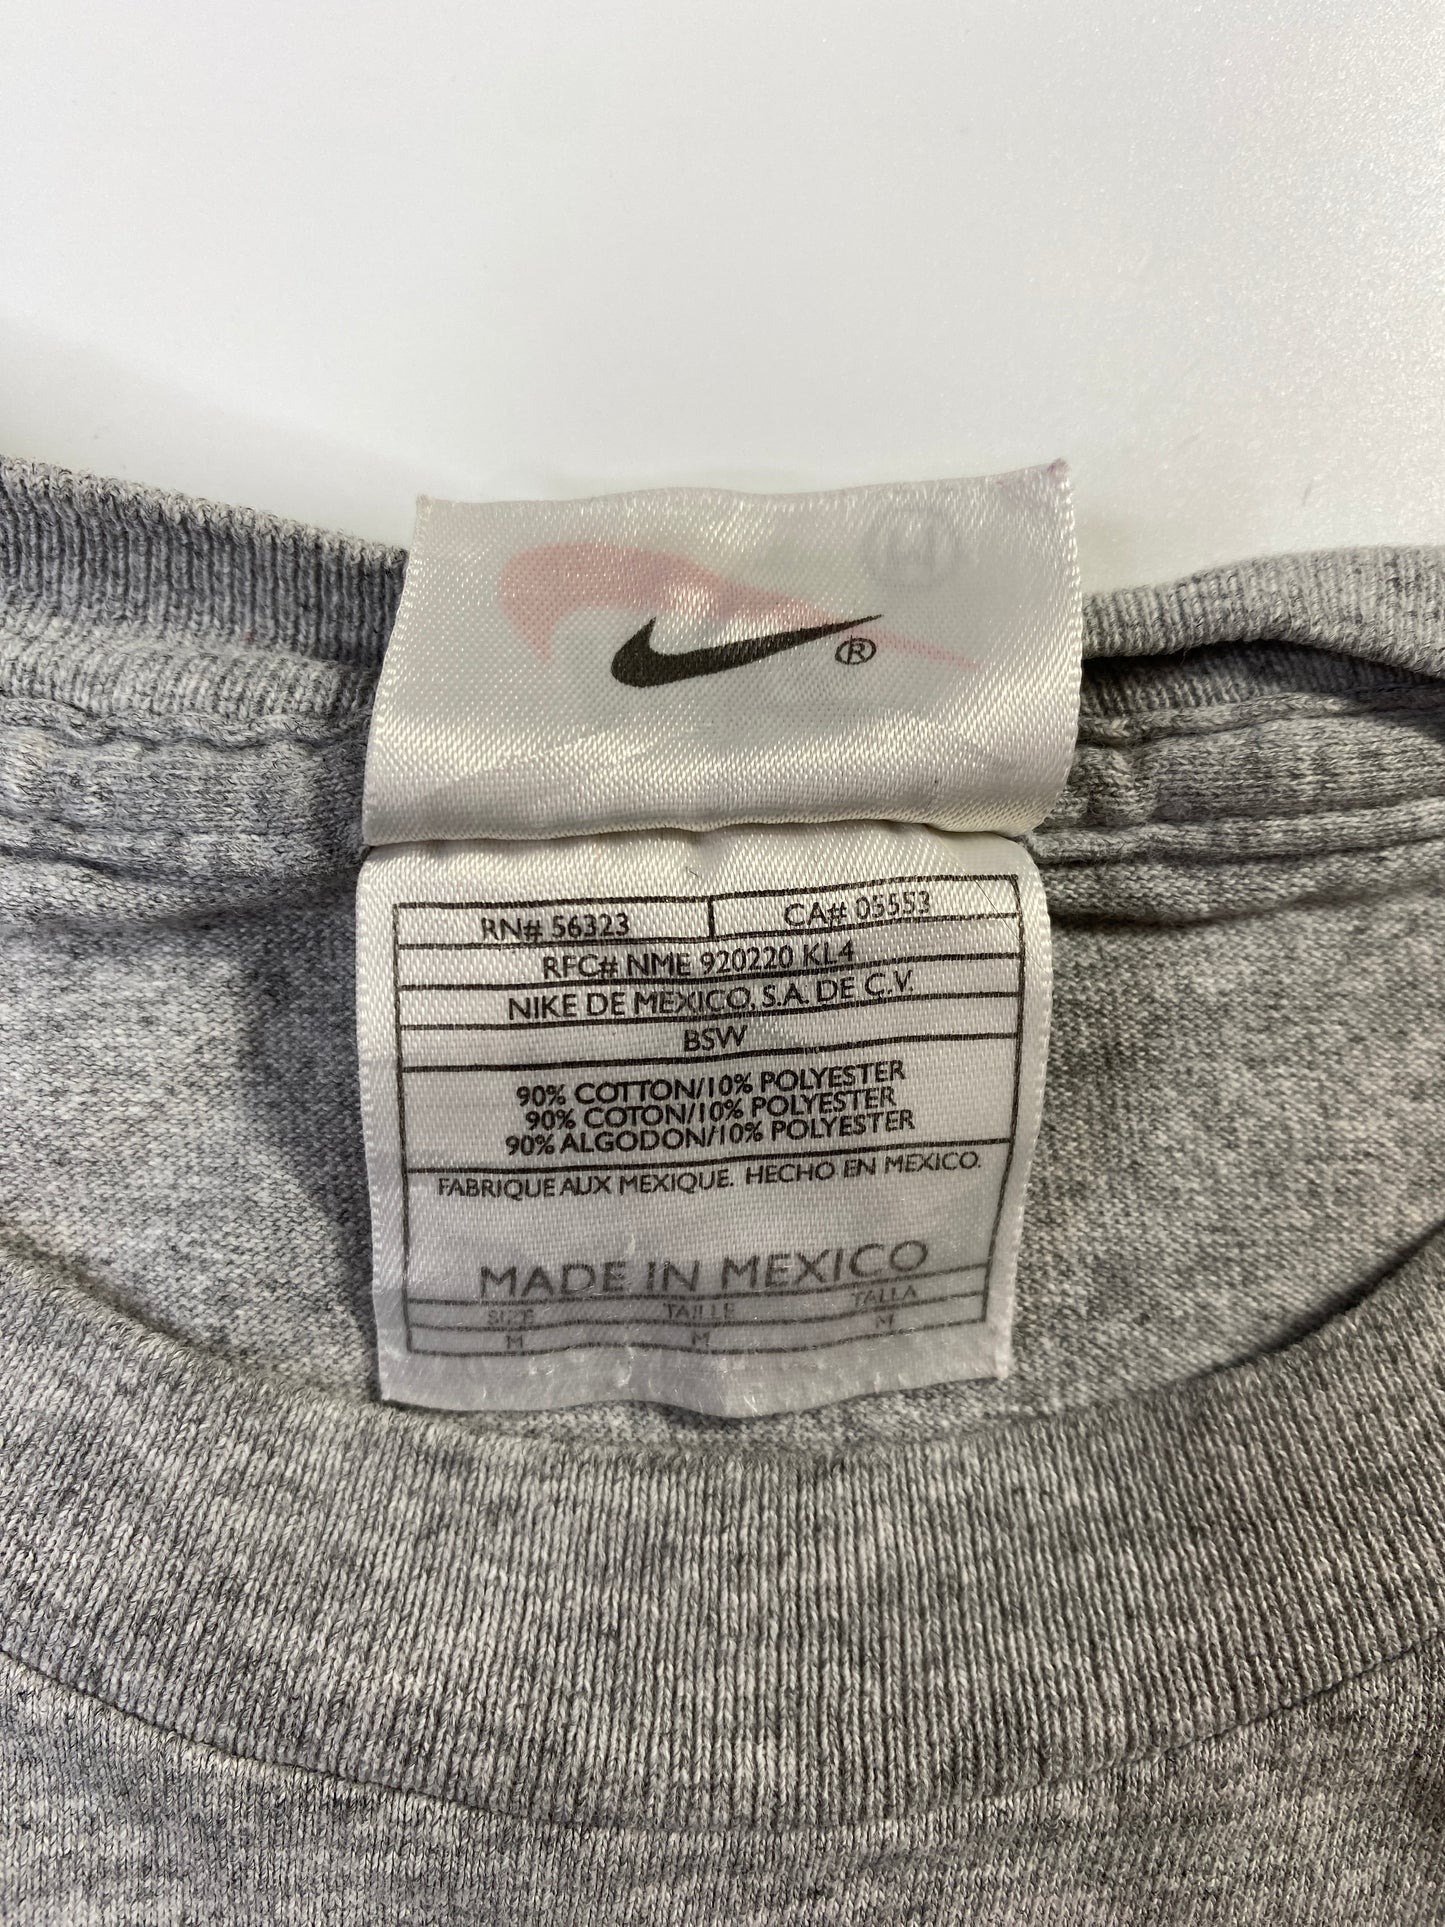 ®
RN# 56323 CA# 05553
RFC# NME 920220 KL4
NIKE DE MEXICO, S.A. DE C.V.
BSW
90% COTTON/10% POLYESTER
90% COTON/10% POLYESTER
90% ALGODON/10% POLYESTER
FABRIQUE AUX MEXIQUE. HECHO EN MEXICO.
MADE IN MEXICO
SIZE TAILLE TALLA
M M M